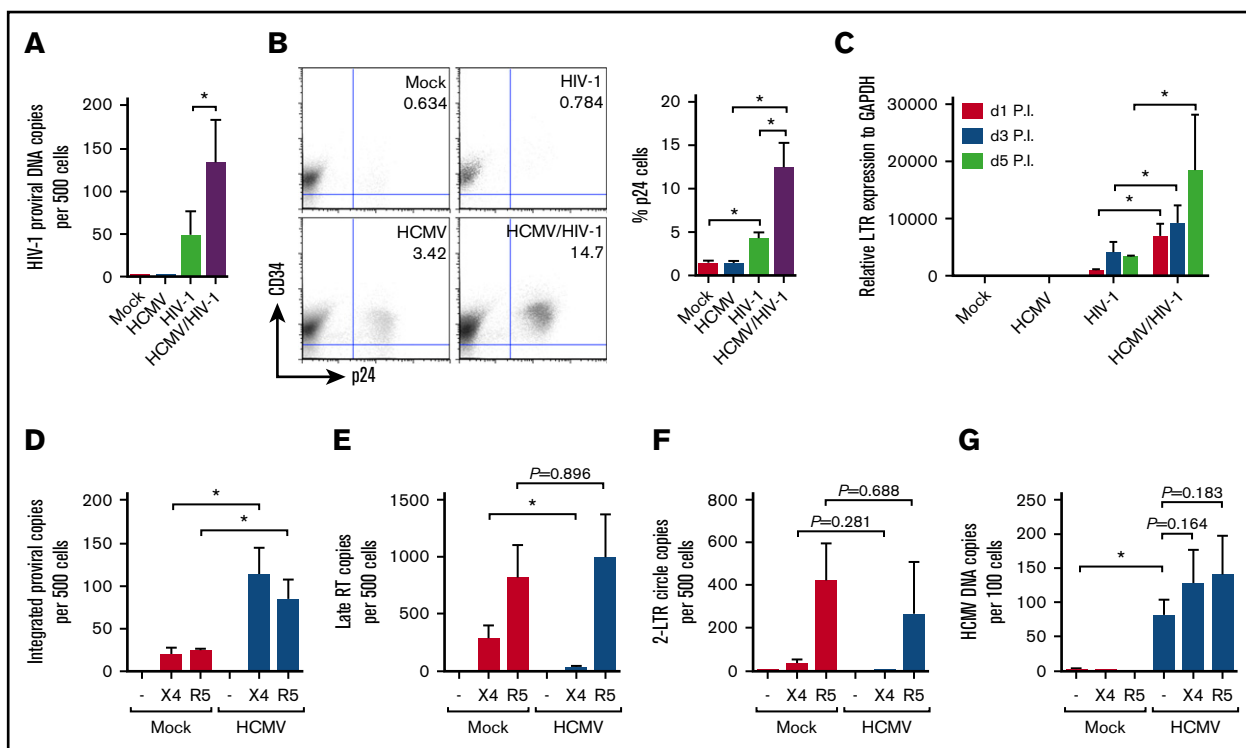 A
HIV-1 proviral DNA copies
per 500 cells
200
150
100
50
0
*
Mock
HCMV
HIV-1
HCMV/HIV-1
B
Mock
0.634
HIV-1
0.784
HCMV
3.42
HCMV/HIV-1
14.7
CD34
p24
% p24 cells
20
15
10
5
0
*
*
*
Mock
HCMV
HIV-1
HCMV/HIV-1
C
Relative LTR expression to GAPDH
30000
20000
10000
0
d1 P.I.
d3 P.I.
d5 P.I.
*
*
*
Mock
HCMV
HIV-1
HCMV/HIV-1
D
Integrated proviral copies
per 500 cells
200
150
100
50
0
*
*
- X4 R5 - X4 R5
Mock HCMV
E
Late RT copies
per 500 cells
1500
1000
500
0
P=0.896
*
- X4 R5 - X4 R5
Mock HCMV
F
2-LTR circle copies
per 500 cells
800
600
400
200
0
P=0.688
P=0.281
- X4 R5 - X4 R5
Mock HCMV
G
HCMV DNA copies
per 100 cells
250
200
150
100
50
0
P=0.183
P=0.164
*
- X4 R5 - X4 R5
Mock HCMV